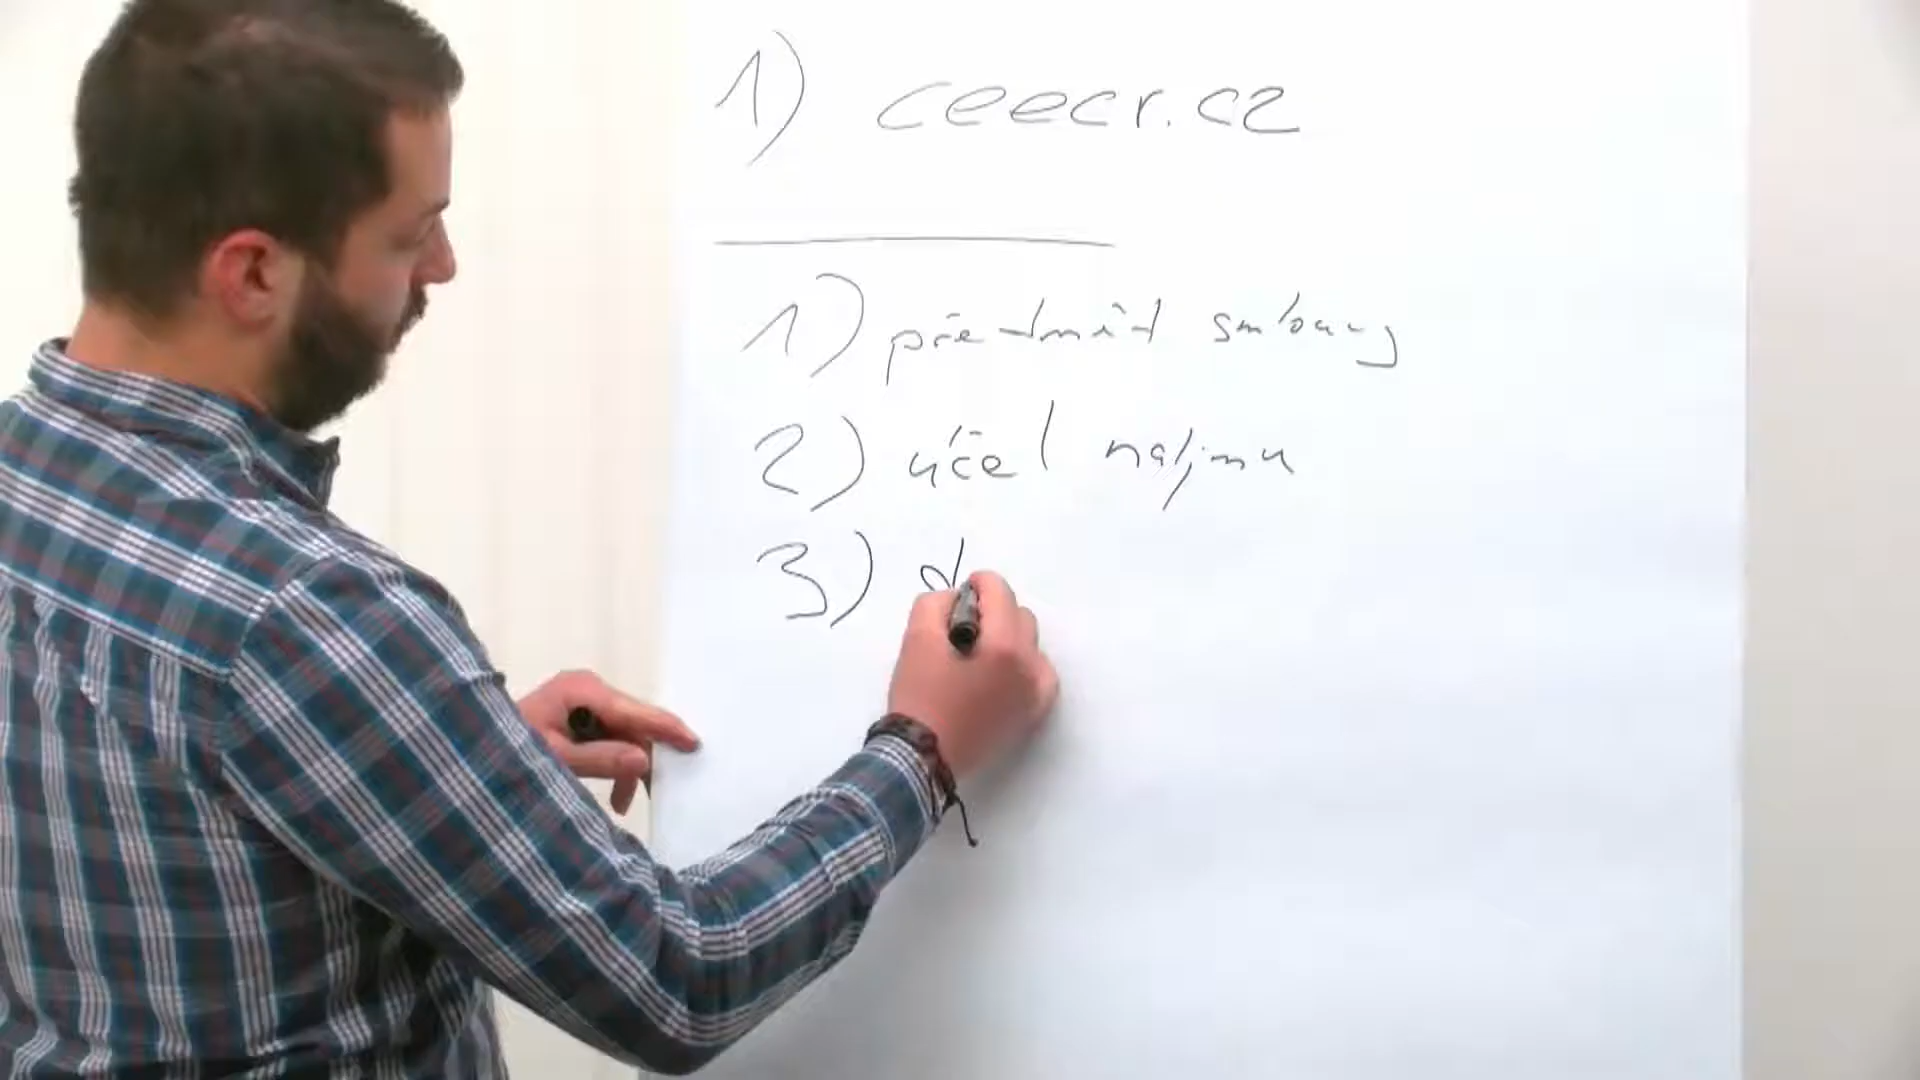 1) ceecr.cz
1) předmět smlouvy
2) účel nájmu
3) d